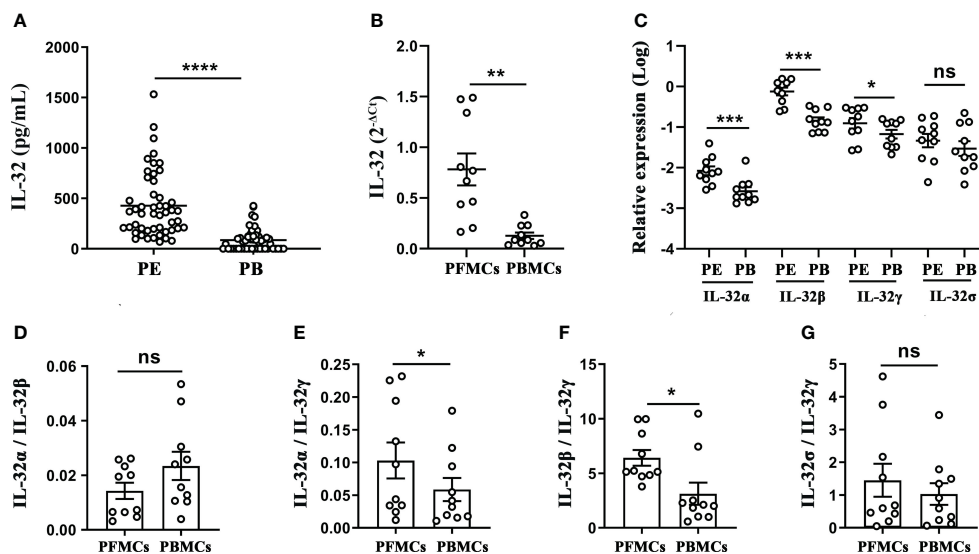 A
IL-32 (pg/mL)
2000
1500
1000
500
0
****
PE
PB
B
IL-32 (2^-ΔCt)
2.0
1.5
1.0
0.5
0.0
**
PFMCs
PBMCs
C
Relative expression (Log)
1
0
-1
-2
-3
-4
***
***
*
ns
PE PB PE PB PE PB PE PB
IL-32α IL-32β IL-32γ IL-32σ
D
IL-32α / IL-32β
0.06
0.04
0.02
0.00
ns
PFMCs PBMCs
E
IL-32α / IL-32γ
0.25
0.20
0.15
0.10
0.05
0.00
*
PFMCs PBMCs
F
IL-32β / IL-32γ
15
10
5
0
*
PFMCs PBMCs
G
IL-32σ / IL-32γ
5
4
3
2
1
0
ns
PFMCs PBMCs